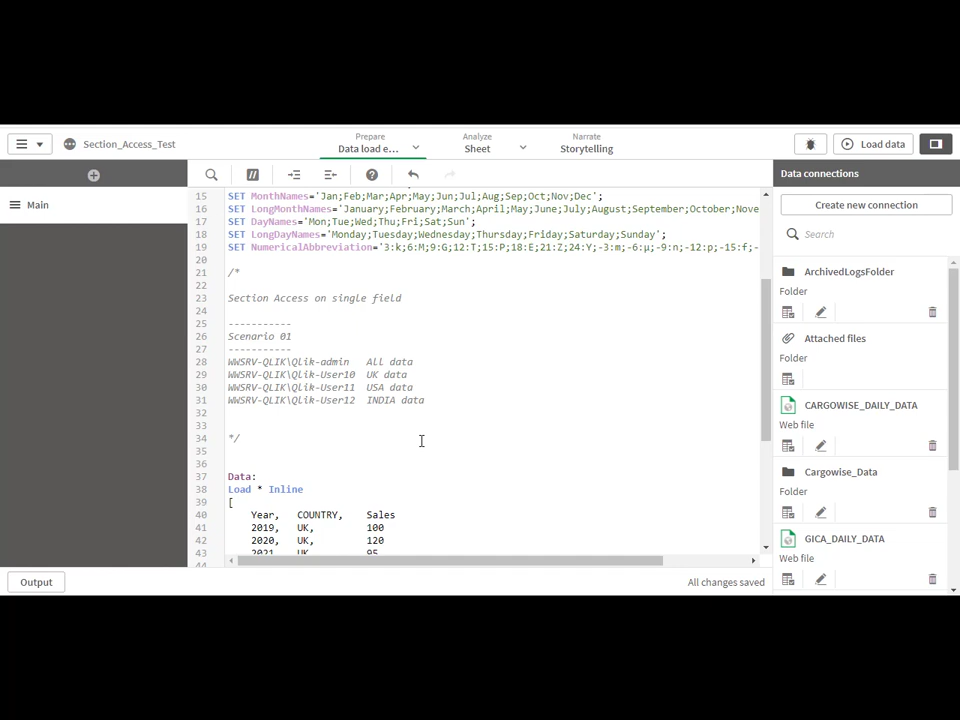 Prepare
Data load e...
Analyze
Sheet
Narrate
Storytelling
Section_Access_Test
Load data
Data connections
Main
Create new connection
Search
15 SET MonthNames='Jan;Feb;Mar;Apr;May;Jun;Jul;Aug;Sep;Oct;Nov;Dec';
16 SET LongMonthNames='January;February;March;April;May;June;July;August;September;October;Nove
17 SET DayNames='Mon;Tue;Wed;Thu;Fri;Sat;Sun';
18 SET LongDayNames='Monday;Tuesday;Wednesday;Thursday;Friday;Saturday;Sunday';
19 SET NumericalAbbreviation='3:k;6:M;9:G;12:T;15:P;18:E;21:Z;24:Y;-3:m;-6:μ;-9:n;-12:p;-15:f;-
20
21 /*
22
23 Section Access on single field
24
25 -----------
26 Scenario 01
27 -----------
28 WWSRV-QLIK\Qlik-admin All data
29 WWSRV-QLIK\Qlik-User10 UK data
30 WWSRV-QLIK\Qlik-User11 USA data
31 WWSRV-QLIK\Qlik-User12 INDIA data
32
33
34 */
35
36
37 Data:
38 Load * Inline
39 [
40 Year, COUNTRY, Sales
41 2019, UK, 100
42 2020, UK, 120
43 2021, UK, 95
44
ArchivedLogsFolder
Folder
Attached files
Folder
CARGOWISE_DAILY_DATA
Web file
Cargowise_Data
Folder
GICA_DAILY_DATA
Web file
Output
All changes saved